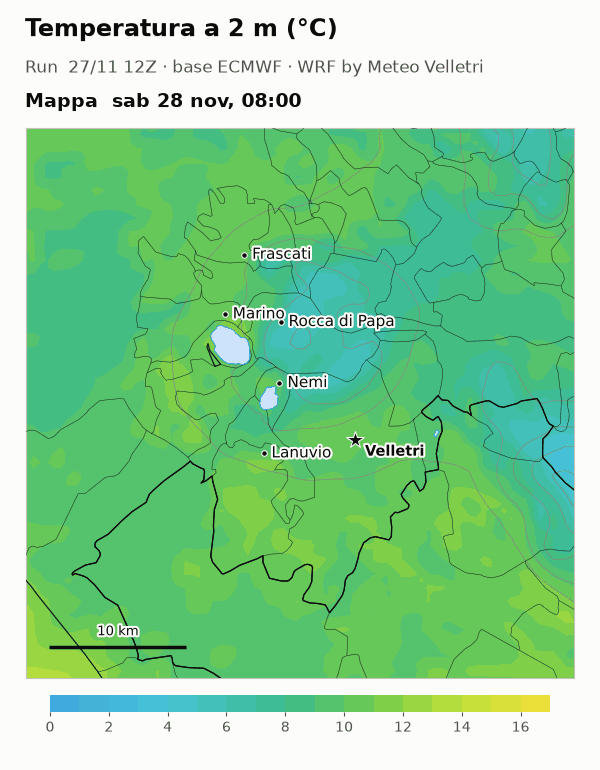 Temperatura a 2 m (°C)
Run  27/11 12Z · base ECMWF · WRF by Meteo Velletri
Mappa  sab 28 nov, 08:00
Frascati
Marino
Rocca di Papa
Nemi
Velletri
Lanuvio
10 km
0 2 4 6 8 10 12 14 16